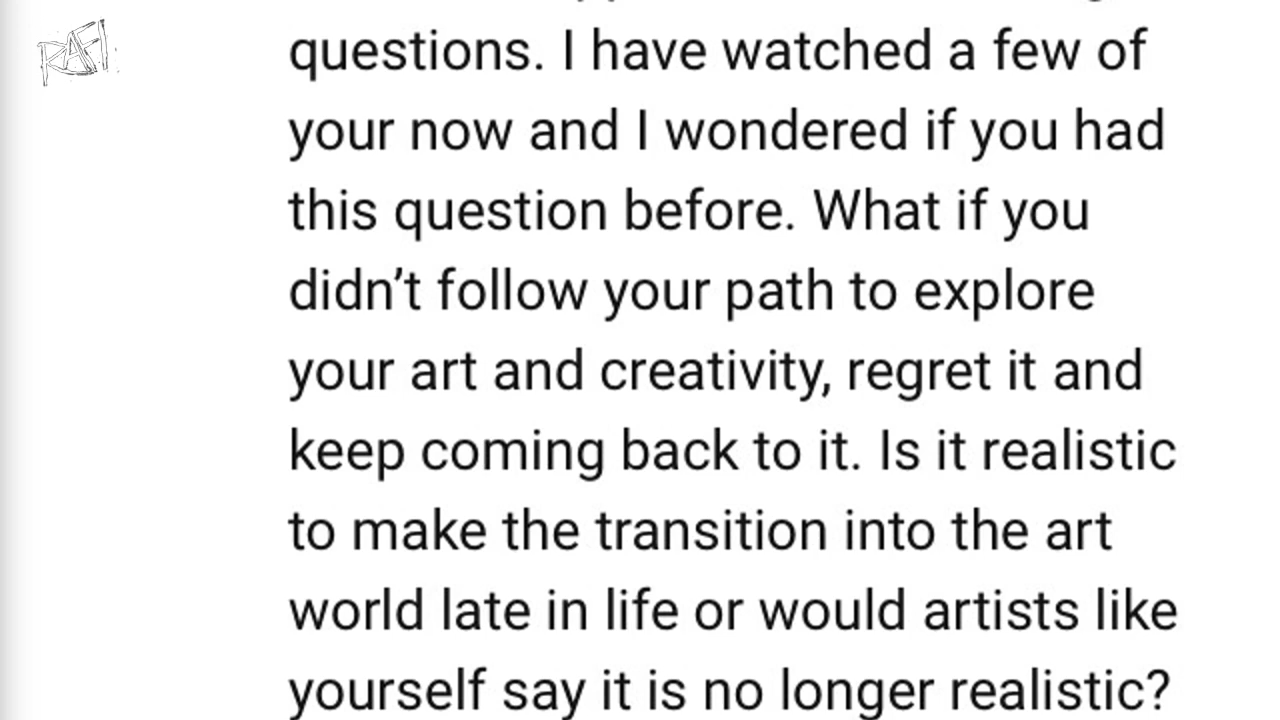 RAFI
questions. I have watched a few of
your now and I wondered if you had
this question before. What if you
didn’t follow your path to explore
your art and creativity, regret it and
keep coming back to it. Is it realistic
to make the transition into the art
world late in life or would artists like
yourself say it is no longer realistic?